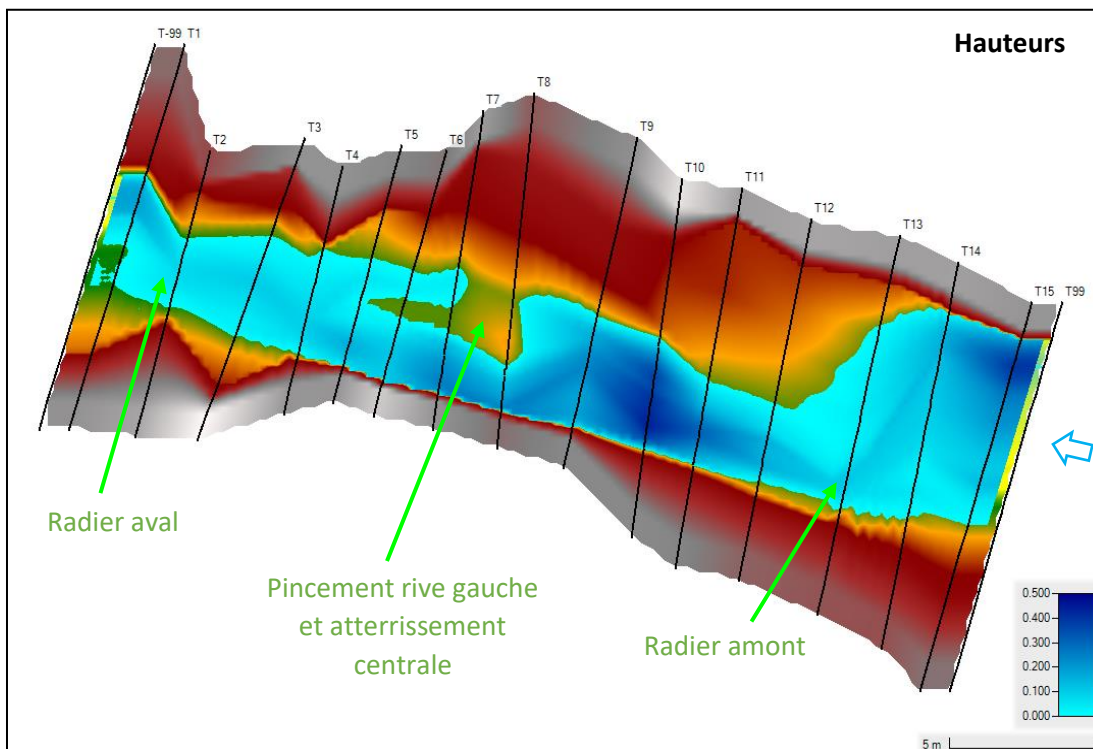 Hauteurs
T-99 T1
T2
T3
T4
T5
T6
T7
T8
T9
T10
T11
T12
T13
T14
T15 T99
Radier aval
Pincement rive gauche
et atterrissement
centrale
Radier amont
0.500
0.400
0.300
0.200
0.100
0.000
5 m